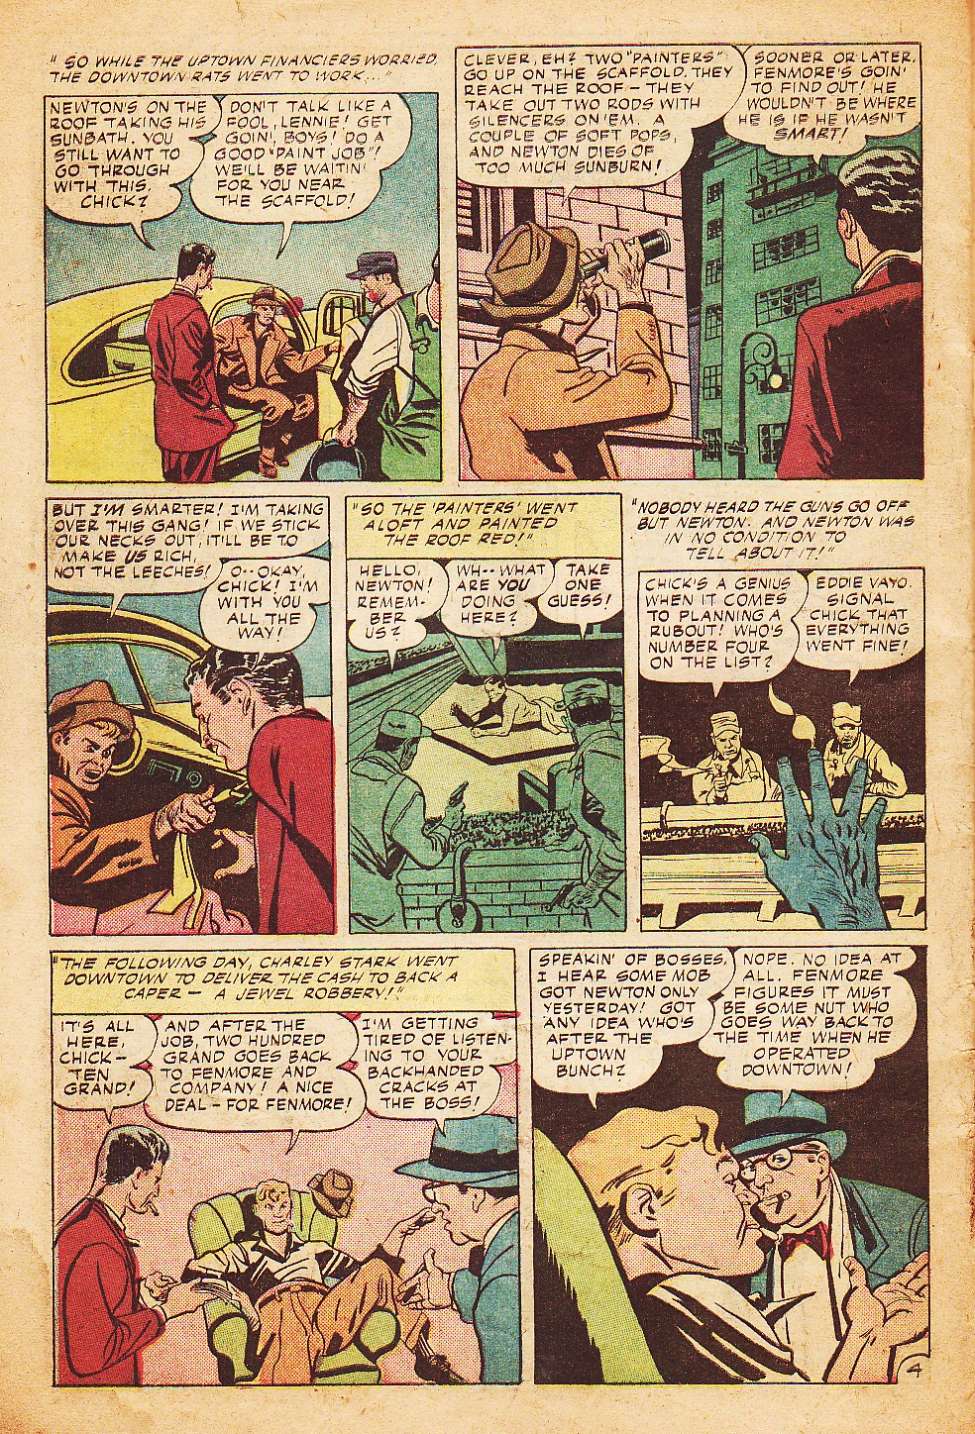 "SO WHILE THE UPTOWN FINANCIERS WORRIED,
THE DOWNTOWN RATS WENT TO WORK..."
NEWTON'S ON THE
ROOF TAKING HIS
SUNBATH. YOU
STILL WANT TO
GO THROUGH
WITH THIS,
CHICK?
DON'T TALK LIKE A
FOOL, LENNIE! GET
GOIN', BOYS! DO A
GOOD "PAINT JOB"!
WE'LL BE WAITIN'
FOR YOU NEAR
THE SCAFFOLD!
CLEVER, EH? TWO "PAINTERS"
GO UP ON THE SCAFFOLD. THEY
REACH THE ROOF — THEY
TAKE OUT TWO RODS WITH
SILENCERS ON 'EM. A
COUPLE OF SOFT POPS,
AND NEWTON DIES OF
TOO MUCH SUNBURN!
SOONER OR LATER,
FENMORE'S GOIN'
TO FIND OUT! HE
WOULDN'T BE WHERE
HE IS IF HE WASN'T
SMART!
BUT I'M SMARTER! I'M TAKING
OVER THIS GANG! IF WE STICK
OUR NECKS OUT, IT'LL BE TO
MAKE US RICH,
NOT THE LEECHES!
O--OKAY,
CHICK! I'M
WITH YOU
ALL THE
WAY!
"SO THE 'PAINTERS' WENT
ALOFT AND PAINTED
THE ROOF RED!"
HELLO,
NEWTON!
REMEM-
BER
US?
WH--WHAT
ARE YOU
DOING
HERE?
TAKE
ONE
GUESS!
"NOBODY HEARD THE GUNS GO OFF
BUT NEWTON. AND NEWTON WAS
IN NO CONDITION TO
TELL ABOUT IT!"
CHICK'S A GENIUS
WHEN IT COMES
TO PLANNING A
RUBOUT! WHO'S
NUMBER FOUR
ON THE LIST?
EDDIE VAYO.
SIGNAL
CHICK THAT
EVERYTHING
WENT FINE!
"THE FOLLOWING DAY, CHARLEY STARK WENT
DOWNTOWN TO DELIVER THE CASH TO BACK A
CAPER — A JEWEL ROBBERY!"
IT'S ALL
HERE,
CHICK—
TEN
GRAND!
AND AFTER THE
JOB, TWO HUNDRED
GRAND GOES BACK
TO FENMORE AND
COMPANY! A NICE
DEAL — FOR FENMORE!
I'M GETTING
TIRED OF LISTEN-
ING TO YOUR
BACKHANDED
CRACKS AT
THE BOSS!
SPEAKIN' OF BOSSES,
I HEAR SOME MOB
GOT NEWTON ONLY
YESTERDAY! GOT
ANY IDEA WHO'S
AFTER THE
UPTOWN
BUNCH?
NOPE. NO IDEA AT
ALL. FENMORE
FIGURES IT MUST
BE SOME NUT WHO
GOES WAY BACK TO
THE TIME WHEN HE
OPERATED
DOWNTOWN!
4